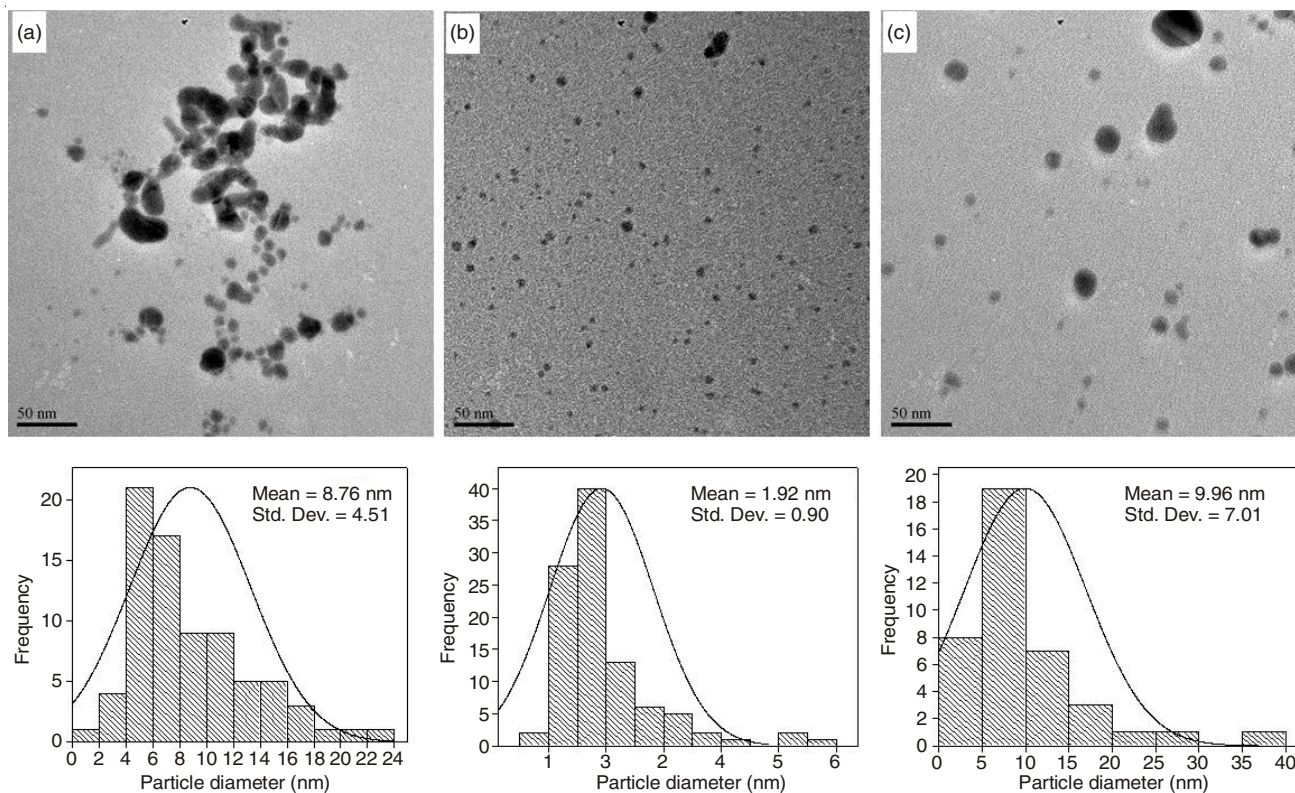 (a)
(b)
(c)
50 nm
50 nm
50 nm
Mean = 8.76 nm
Std. Dev. = 4.51
20
15
10
5
0
Frequency
0 2 4 6 8 10 12 14 16 18 20 22 24
Particle diameter (nm)
Mean = 1.92 nm
Std. Dev. = 0.90
40
35
30
25
20
15
10
5
0
Frequency
1 3 2 4 5 6
Particle diameter (nm)
Mean = 9.96 nm
Std. Dev. = 7.01
20
18
16
14
12
10
8
6
4
2
0
Frequency
0 5 10 15 20 25 30 35 40
Particle diameter (nm)